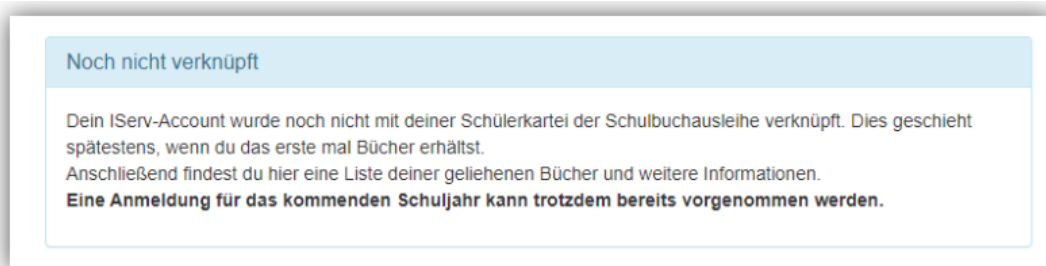 Noch nicht verknüpft
Dein IServ-Account wurde noch nicht mit deiner Schülerkartei der Schulbuchausleihe verknüpft. Dies geschieht
spätestens, wenn du das erste mal Bücher erhältst.
Anschließend findest du hier eine Liste deiner geliehenen Bücher und weitere Informationen.
Eine Anmeldung für das kommenden Schuljahr kann trotzdem bereits vorgenommen werden.